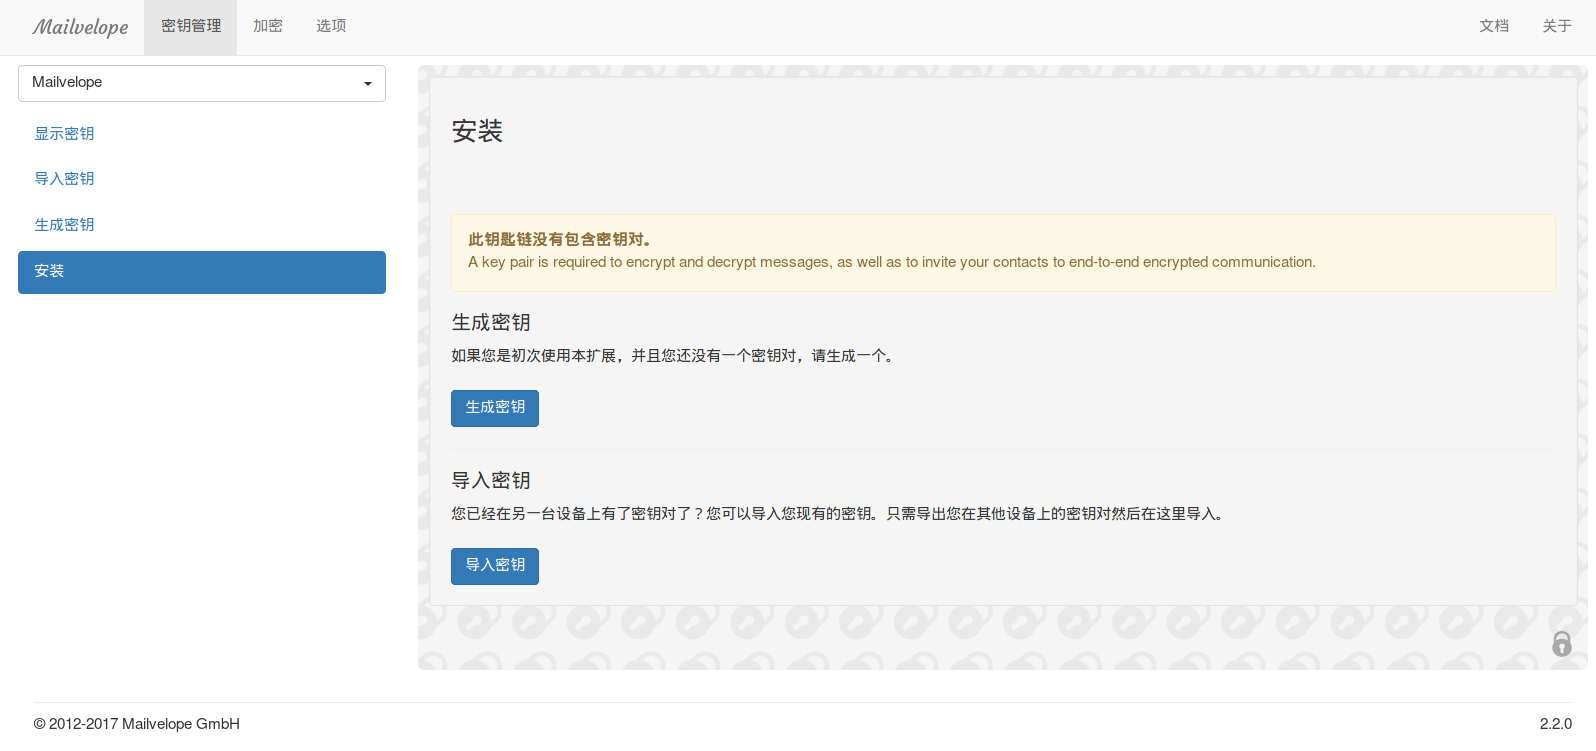 Mailvelope 密钥管理 加密 选项 文档 关于
Mailvelope
显示密钥
导入密钥
生成密钥
安装
安装
此钥匙链没有包含密钥对。
A key pair is required to encrypt and decrypt messages, as well as to invite your contacts to end-to-end encrypted communication.
生成密钥
如果您是初次使用本扩展，并且您还没有一个密钥对，请生成一个。
生成密钥
导入密钥
您已经在另一台设备上有了密钥对了？您可以导入您现有的密钥。只需导出您在其他设备上的密钥对然后在这里导入。
导入密钥
© 2012-2017 Mailvelope GmbH 2.2.0